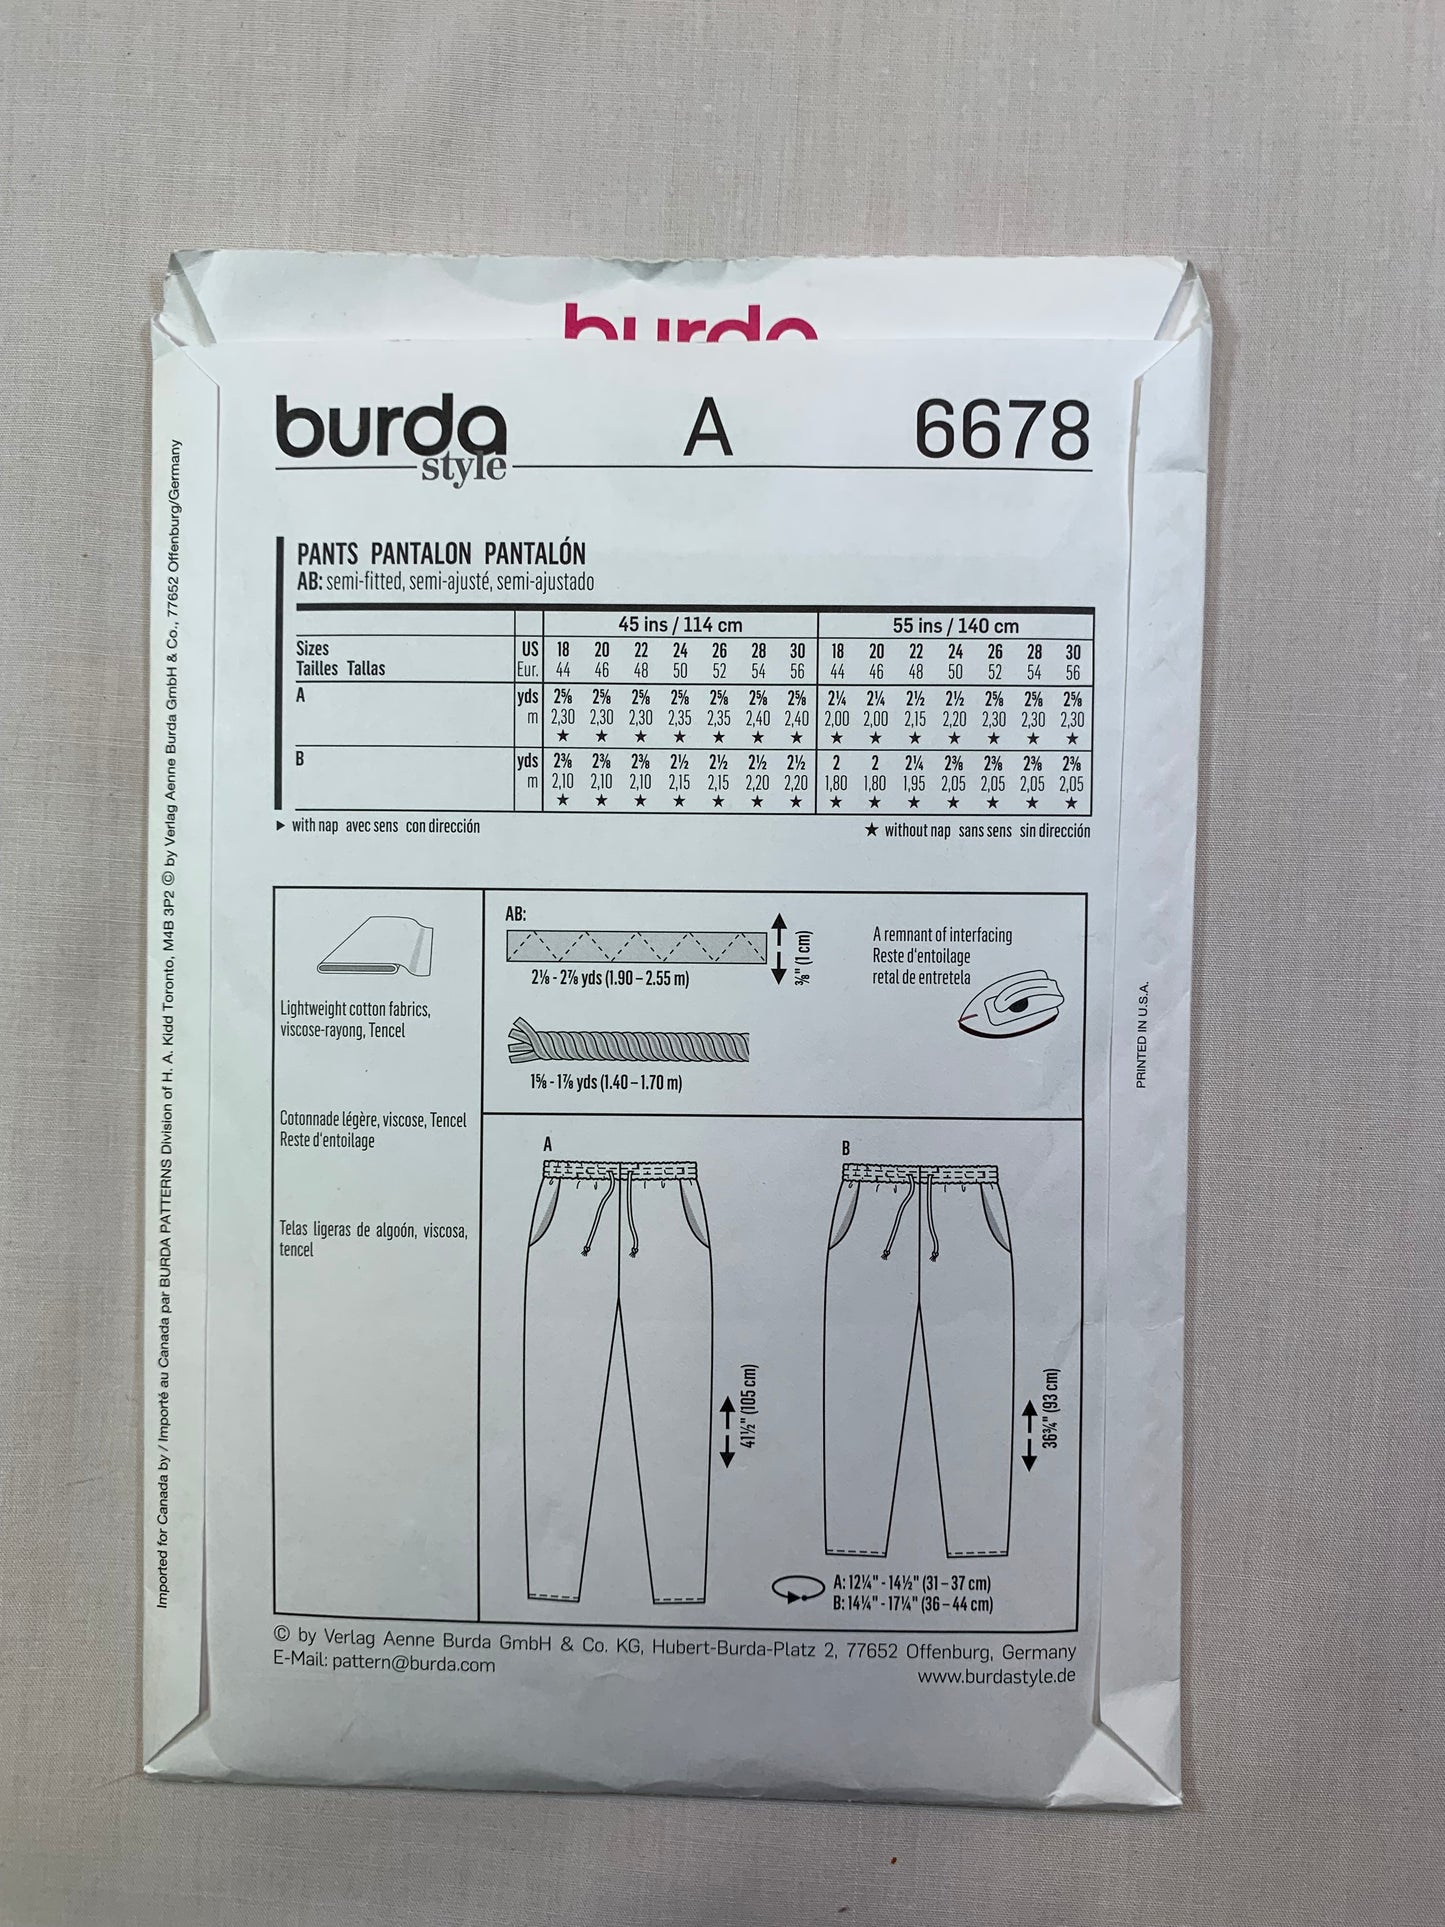 burda
burda style A 6678
PANTS PANTALON PANTALÓN
AB: semi-fitted, semi-ajusté, semi-ajustado
45 ins / 114 cm 55 ins / 140 cm
Sizes US 18 20 22 24 26 28 30 18 20 22 24 26 28 30
Tailles Tallas Eur. 44 46 48 50 52 54 56 44 46 48 50 52 54 56
A yds 2⅝ 2⅝ 2⅝ 2⅝ 2⅝ 2⅝ 2⅝ 2¼ 2¼ 2½ 2½ 2⅝ 2⅝ 2⅝
m 2,30 2,30 2,30 2,35 2,35 2,40 2,40 2,00 2,00 2,15 2,20 2,30 2,30 2,30
★ ★ ★ ★ ★ ★ ★ ★ ★ ★ ★ ★ ★ ★
B yds 2⅜ 2⅜ 2⅜ 2½ 2½ 2½ 2½ 2 2 2¼ 2⅜ 2⅜ 2⅜ 2⅜
m 2,10 2,10 2,10 2,15 2,15 2,20 2,20 1,80 1,80 1,95 2,05 2,05 2,05 2,05
★ ★ ★ ★ ★ ★ ★ ★ ★ ★ ★ ★ ★ ★
▶ with nap avec sens con dirección ★ without nap sans sens sin dirección
Lightweight cotton fabrics,
viscose-rayong, Tencel
Cotonnade légère, viscose, Tencel
Reste d'entoilage
Telas ligeras de algoón, viscosa,
tencel
AB:
⅜" (1 cm)
2⅛ - 2⅞ yds (1.90 – 2.55 m)
1⅝ - 1⅞ yds (1.40 – 1.70 m)
A remnant of interfacing
Reste d'entoilage
retal de entretela
A
41½" (105 cm)
B
36¾" (93 cm)
A: 12¼" - 14½" (31 – 37 cm)
B: 14¼" - 17¼" (36 – 44 cm)
© by Verlag Aenne Burda GmbH & Co. KG, Hubert-Burda-Platz 2, 77652 Offenburg, Germany
E-Mail: pattern@burda.com www.burdastyle.de
Imported for Canada by / Importé au Canada par BURDA PATTERNS Division of H. A. Kidd Toronto, M4B 3P2 © by Verlag Aenne Burda GmbH & Co., 77652 Offenburg/Germany
PRINTED IN U.S.A.